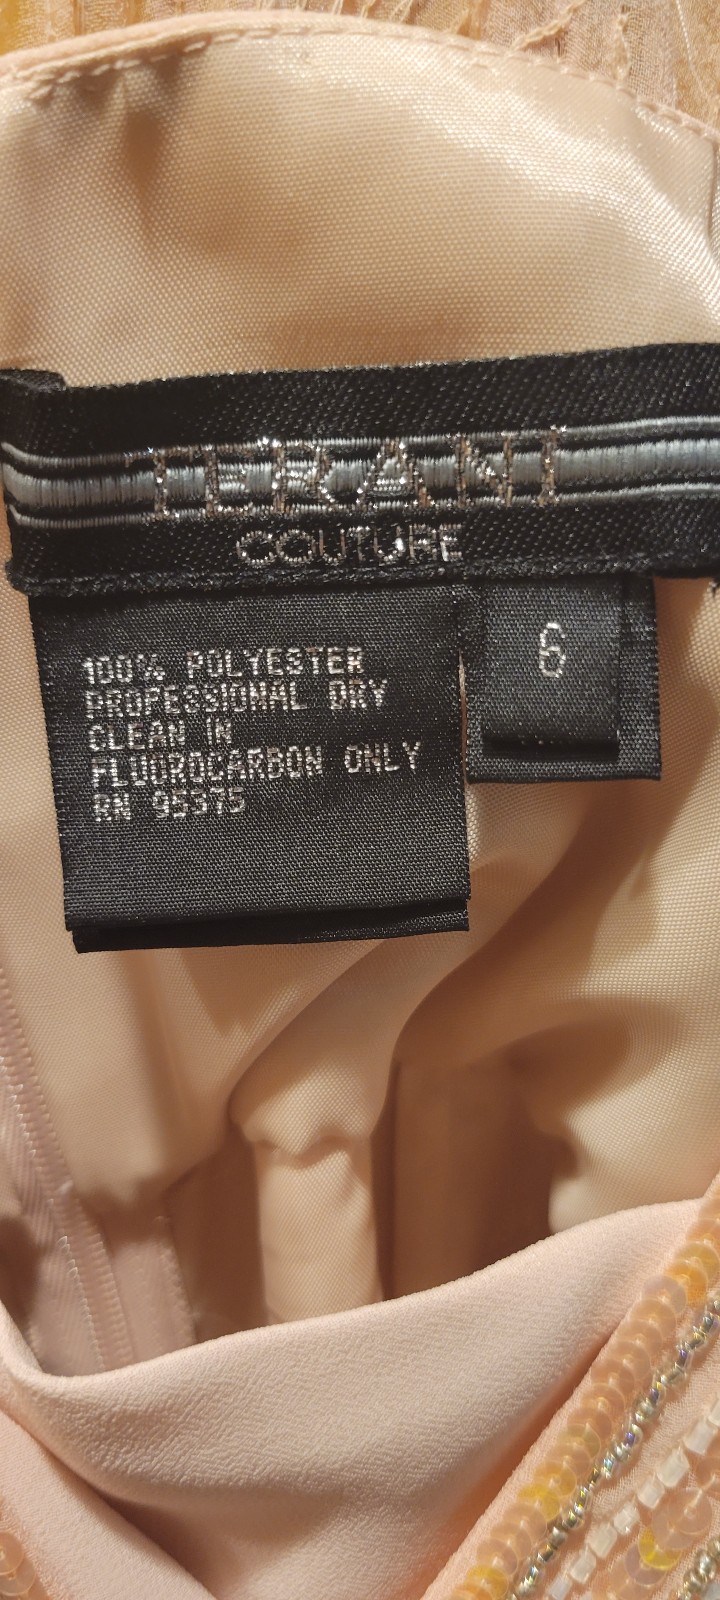 TERANI
COUTURE
6
100% POLYESTER
PROFESSIONAL DRY
CLEAN IN
FLUOROCARBON ONLY
RN 95375